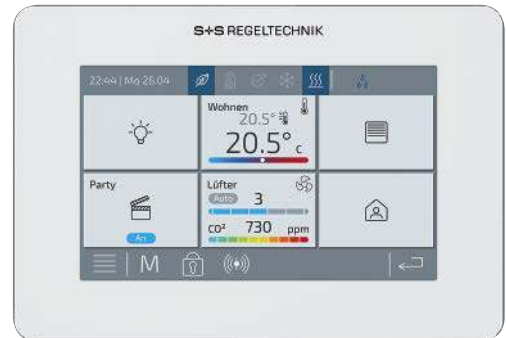 S+S REGELTECHNIK
22:44 | Mo 26.04
Wohnen
20.5°
20.5° c
Party
An
Lüfter
Auto 3
CO² 730 ppm
M